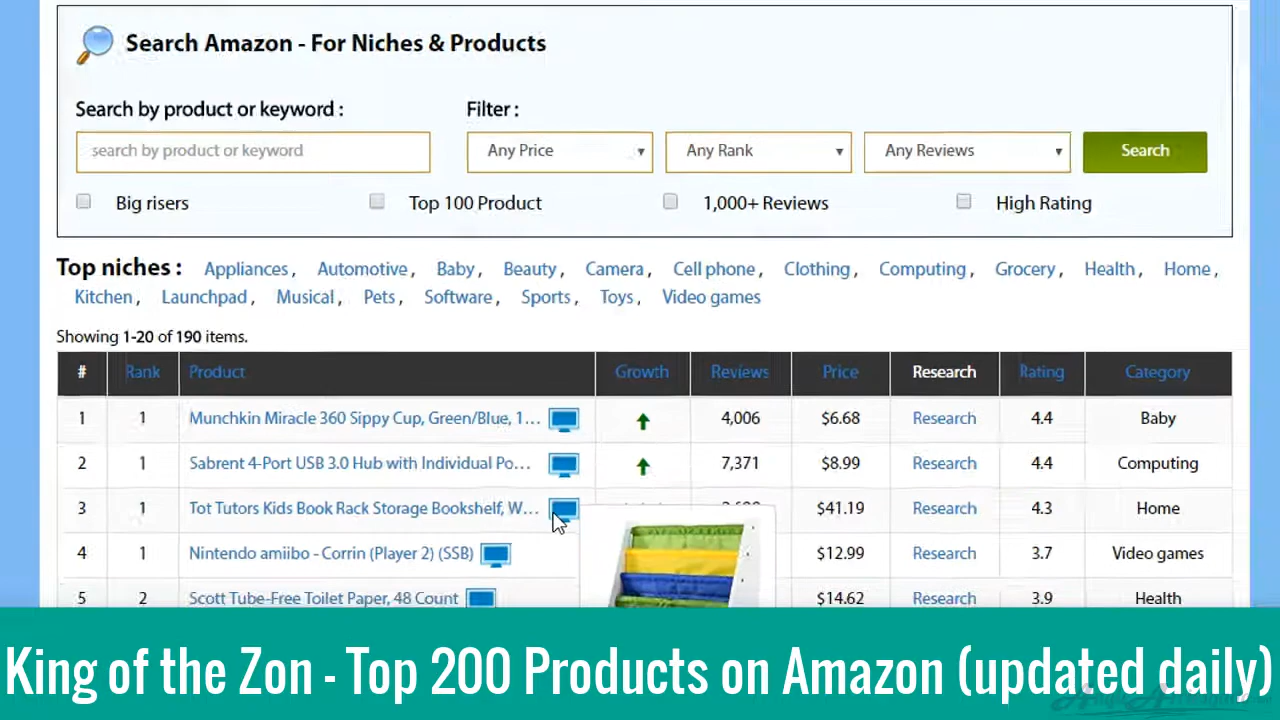 Search Amazon - For Niches & Products
Search by product or keyword :
Filter :
search by product or keyword
Any Price
Any Rank
Any Reviews
Search
Big risers
Top 100 Product
1,000+ Reviews
High Rating
Top niches : Appliances , Automotive , Baby , Beauty , Camera , Cell phone , Clothing , Computing , Grocery , Health , Home ,
Kitchen , Launchpad , Musical , Pets , Software , Sports , Toys , Video games
Showing 1-20 of 190 items.
# Rank Product Growth Reviews Price Research Rating Category
1 1 Munchkin Miracle 360 Sippy Cup, Green/Blue, 1... 4,006 $6.68 Research 4.4 Baby
2 1 Sabrent 4-Port USB 3.0 Hub with Individual Po... 7,371 $8.99 Research 4.4 Computing
3 1 Tot Tutors Kids Book Rack Storage Bookshelf, W... $41.19 Research 4.3 Home
4 1 Nintendo amiibo - Corrin (Player 2) (SSB) $12.99 Research 3.7 Video games
5 2 Scott Tube-Free Toilet Paper, 48 Count $14.62 Research 3.9 Health
King of the Zon - Top 200 Products on Amazon (updated daily)